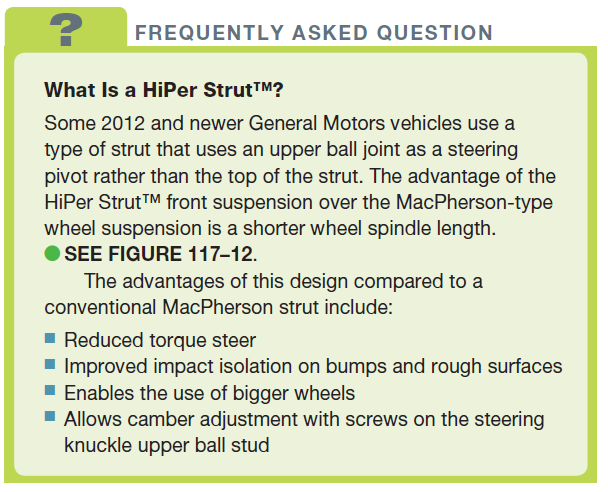 ?
FREQUENTLY ASKED QUESTION
What Is a HiPer Strut™?
Some 2012 and newer General Motors vehicles use a
type of strut that uses an upper ball joint as a steering
pivot rather than the top of the strut. The advantage of the
HiPer Strut™ front suspension over the MacPherson-type
wheel suspension is a shorter wheel spindle length.
● SEE FIGURE 117–12.
The advantages of this design compared to a
conventional MacPherson strut include:
■ Reduced torque steer
■ Improved impact isolation on bumps and rough surfaces
■ Enables the use of bigger wheels
■ Allows camber adjustment with screws on the steering
knuckle upper ball stud